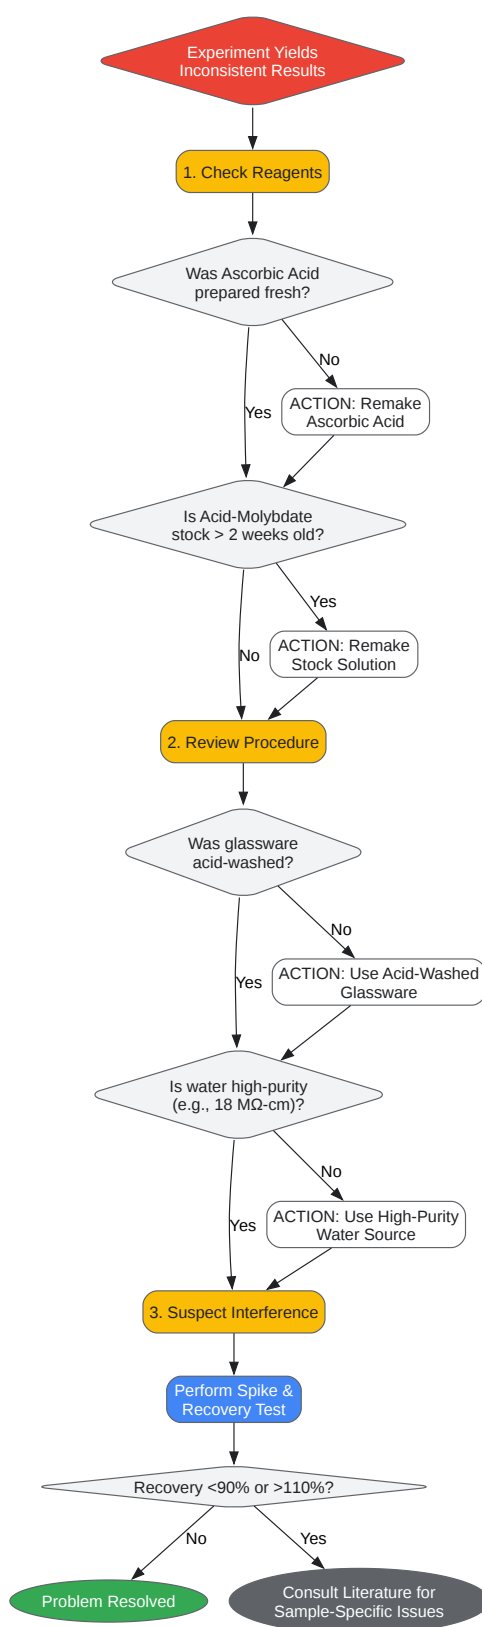 Experiment Yields
Inconsistent Results
1. Check Reagents
Was Ascorbic Acid
prepared fresh?
No
ACTION: Remake
Ascorbic Acid
Yes
Is Acid-Molybdate
stock > 2 weeks old?
Yes
ACTION: Remake
Stock Solution
No
2. Review Procedure
Was glassware
acid-washed?
No
ACTION: Use Acid-Washed
Glassware
Yes
Is water high-purity
(e.g., 18 MΩ-cm)?
No
ACTION: Use High-Purity
Water Source
Yes
3. Suspect Interference
Perform Spike &
Recovery Test
Recovery <90% or >110%?
No
Yes
Problem Resolved
Consult Literature for
Sample-Specific Issues